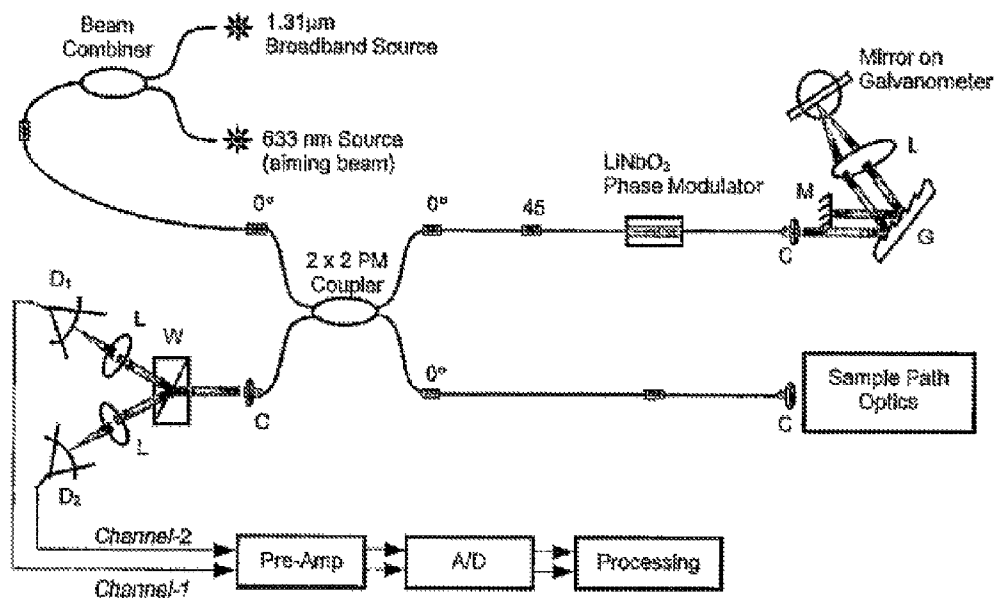 Beam
Combiner
1.31µm
Broadband Source
633 nm Source
(aiming beam)
Mirror on
Galvanometer
L
LiNbO₃
Phase Modulator
M
G
0°
0°
45
C
2 x 2 PM
Coupler
D₁
L
W
C
L
D₂
0°
C
Sample Path
Optics
Channel-2
Channel-1
Pre-Amp
A/D
Processing